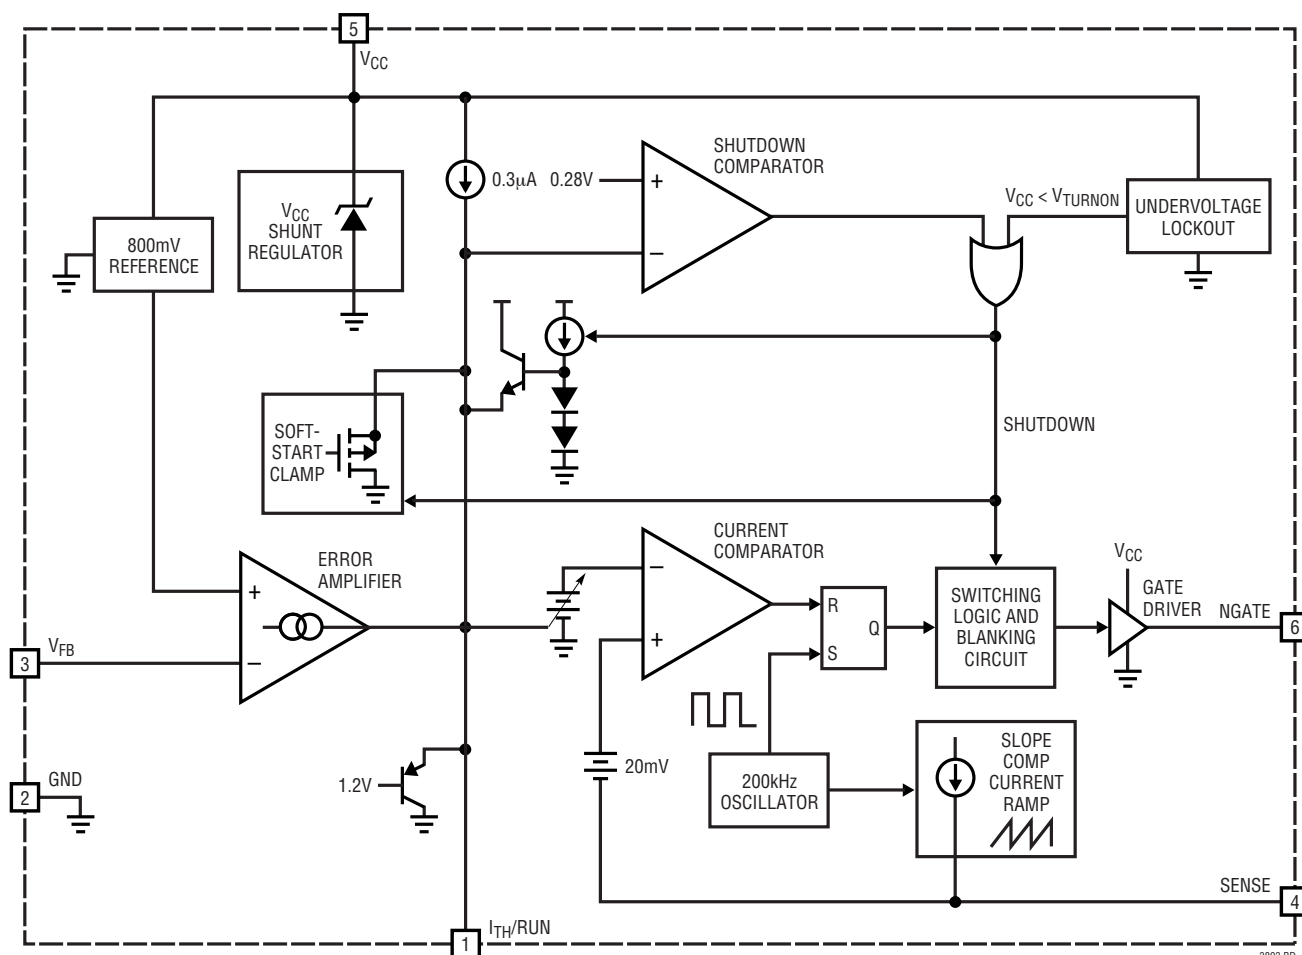 5
VCC
SHUTDOWN
COMPARATOR
0.3μA
0.28V
+
−
VCC < VTURNON
UNDERVOLTAGE
LOCKOUT
VCC
SHUNT
REGULATOR
800mV
REFERENCE
SOFT-
START
CLAMP
SHUTDOWN
ERROR
AMPLIFIER
+
−
CURRENT
COMPARATOR
−
+
R
S
Q
SWITCHING
LOGIC AND
BLANKING
CIRCUIT
VCC
GATE
DRIVER
NGATE
6
VFB
3
GND
2
1.2V
20mV
200kHz
OSCILLATOR
SLOPE
COMP
CURRENT
RAMP
SENSE
4
ITH/RUN
1